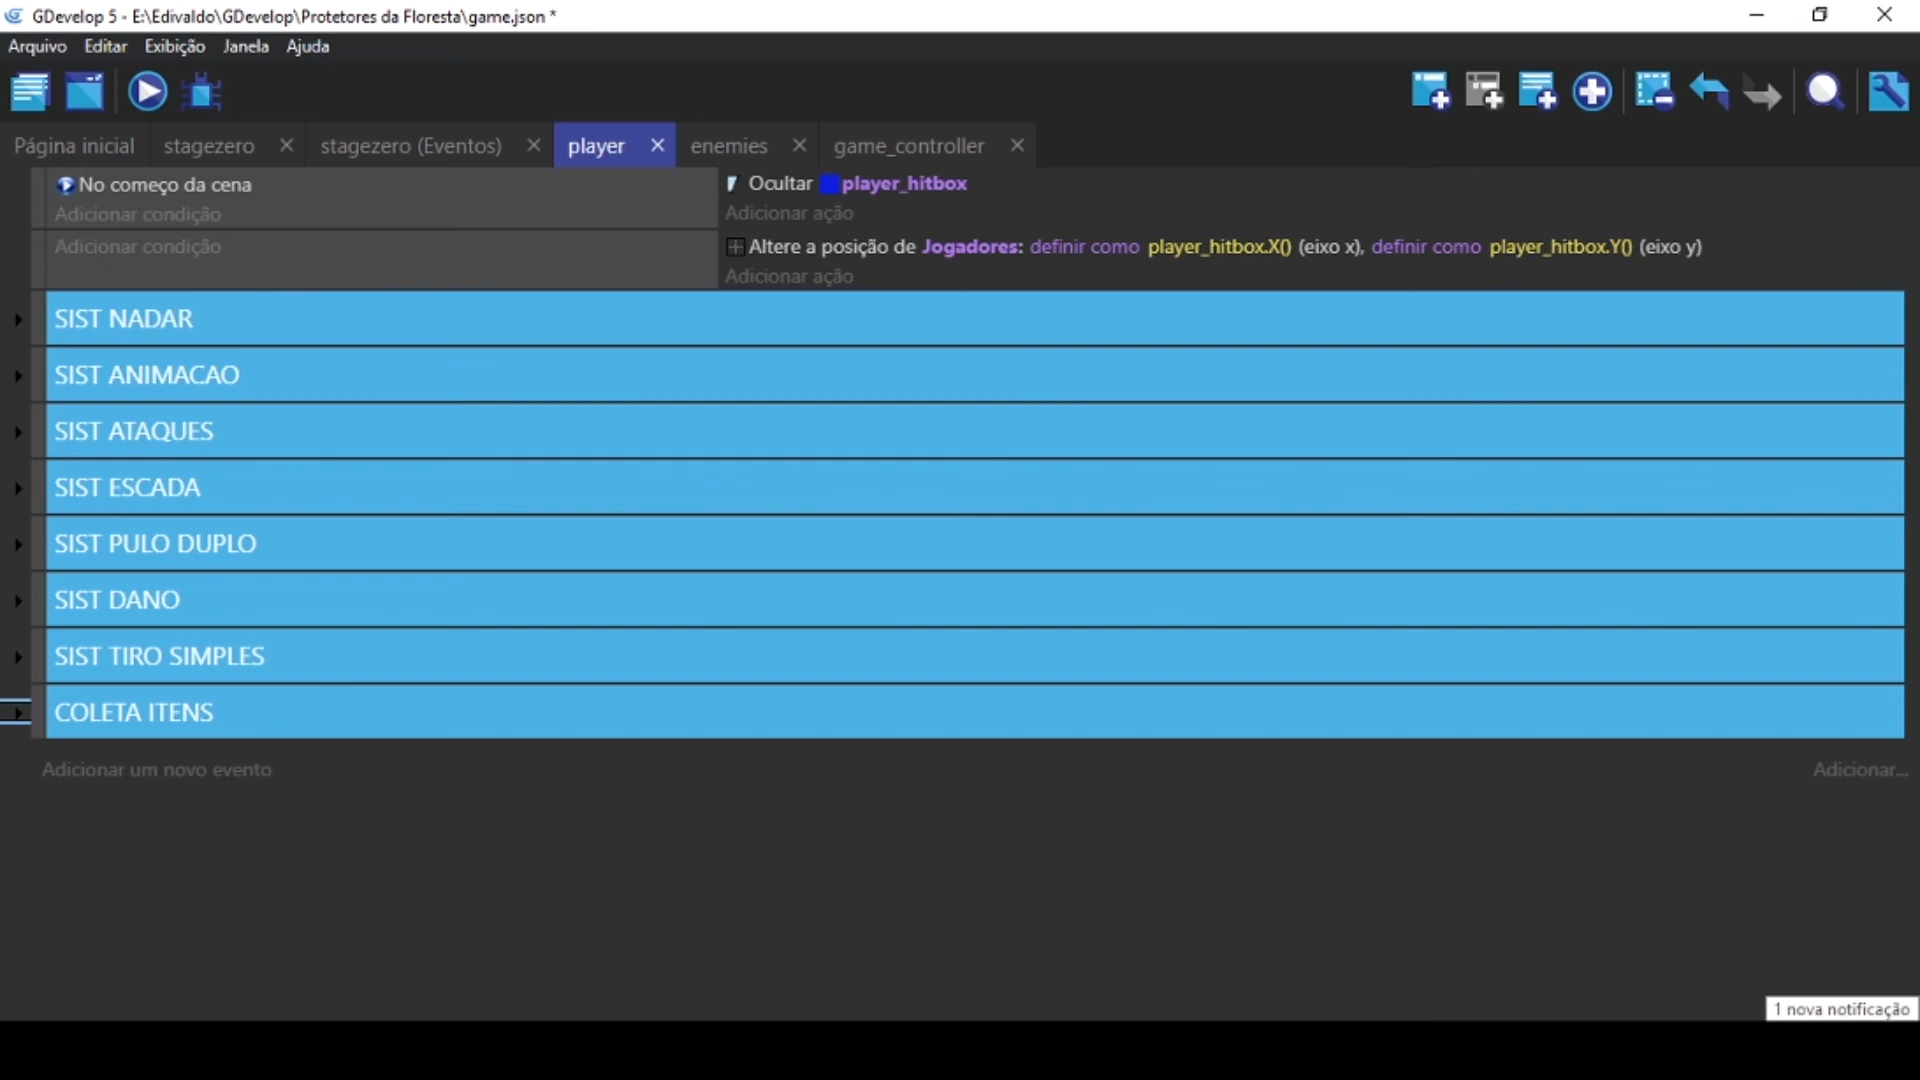 GDevelop 5 - E:\Edivaldo\GDevelop\Protetores da Floresta\game.json *
Arquivo Editar Exibição Janela Ajuda
Página inicial stagezero stagezero (Eventos) player enemies game_controller
No começo da cena
Adicionar condição
Ocultar player_hitbox
Adicionar ação
Adicionar condição
Altere a posição de Jogadores: definir como player_hitbox.X() (eixo x), definir como player_hitbox.Y() (eixo y)
Adicionar ação
SIST NADAR
SIST ANIMACAO
SIST ATAQUES
SIST ESCADA
SIST PULO DUPLO
SIST DANO
SIST TIRO SIMPLES
COLETA ITENS
Adicionar um novo evento
Adicionar...
1 nova notificação